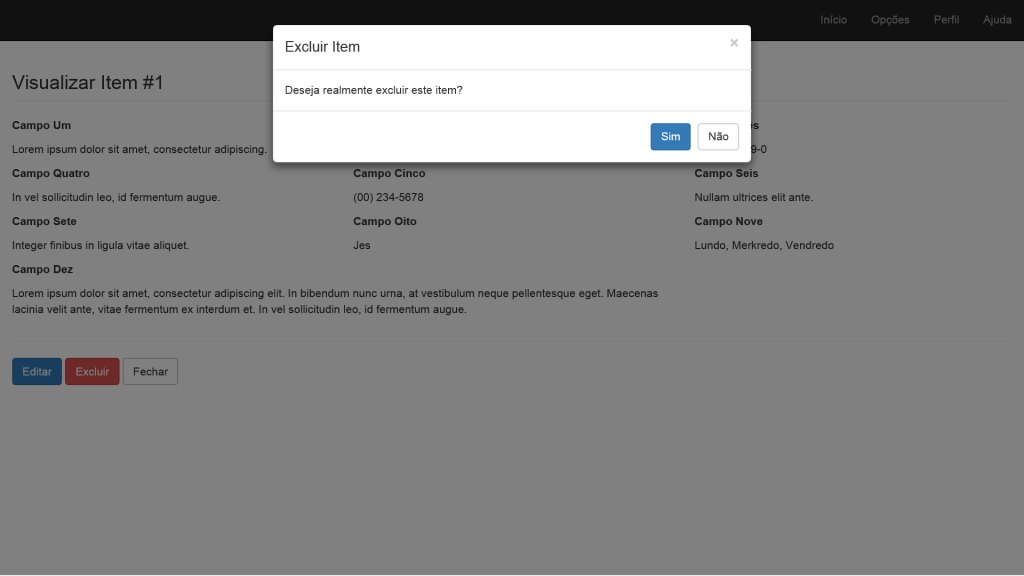 Início Opções Perfil Ajuda
Excluir Item ×
Deseja realmente excluir este item?
Sim Não
Visualizar Item #1
Campo Um
Lorem ipsum dolor sit amet, consectetur adipiscing.
Campo Quatro Campo Cinco Campo Seis
In vel sollicitudin leo, id fermentum augue. (00) 234-5678 Nullam ultrices elit ante.
Campo Sete Campo Oito Campo Nove
Integer finibus in ligula vitae aliquet. Jes Lundo, Merkredo, Vendredo
Campo Dez
Lorem ipsum dolor sit amet, consectetur adipiscing elit. In bibendum nunc urna, at vestibulum neque pellentesque eget. Maecenas
lacinia velit ante, vitae fermentum ex interdum et. In vel sollicitudin leo, id fermentum augue.
Editar Excluir Fechar